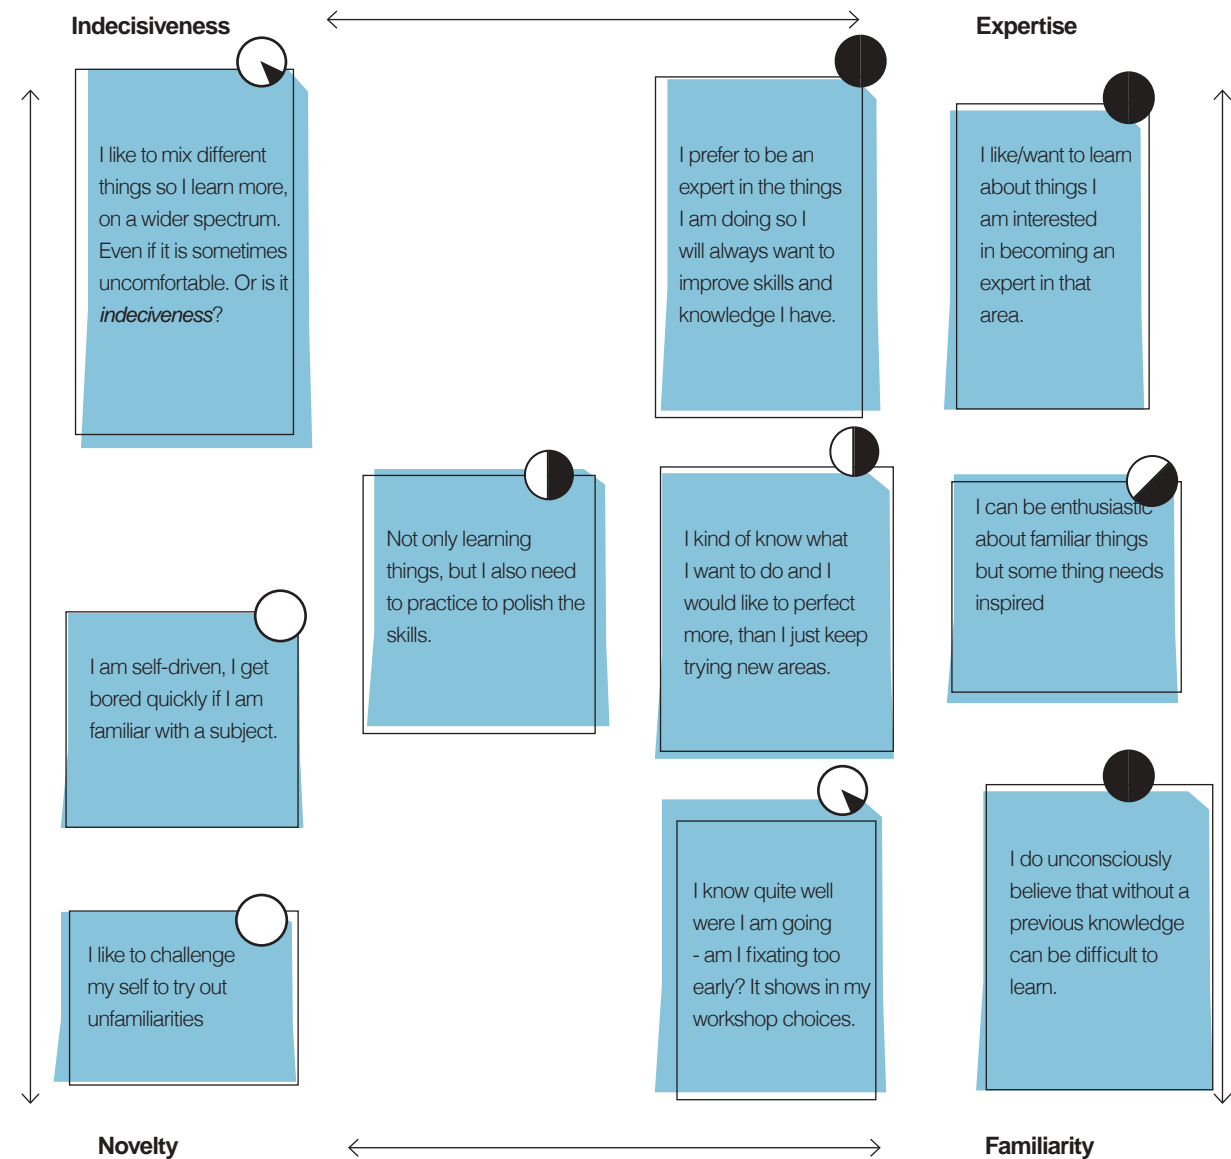 Indecisiveness
Expertise
I like to mix different
things so I learn more,
on a wider spectrum.
Even if it is sometimes
uncomfortable. Or is it
indeciveness?
I prefer to be an
expert in the things
I am doing so I
will always want to
improve skills and
knowledge I have.
I like/want to learn
about things I
am interested
in becoming an
expert in that
area.
Not only learning
things, but I also need
to practice to polish the
skills.
I kind of know what
I want to do and I
would like to perfect
more, than I just keep
trying new areas.
I can be enthusiastic
about familiar things
but some thing needs
inspired
I am self-driven, I get
bored quickly if I am
familiar with a subject.
I know quite well
were I am going
- am I fixating too
early? It shows in my
workshop choices.
I do unconsciously
believe that without a
previous knowledge
can be difficult to
learn.
I like to challenge
my self to try out
unfamiliarities
Novelty
Familiarity